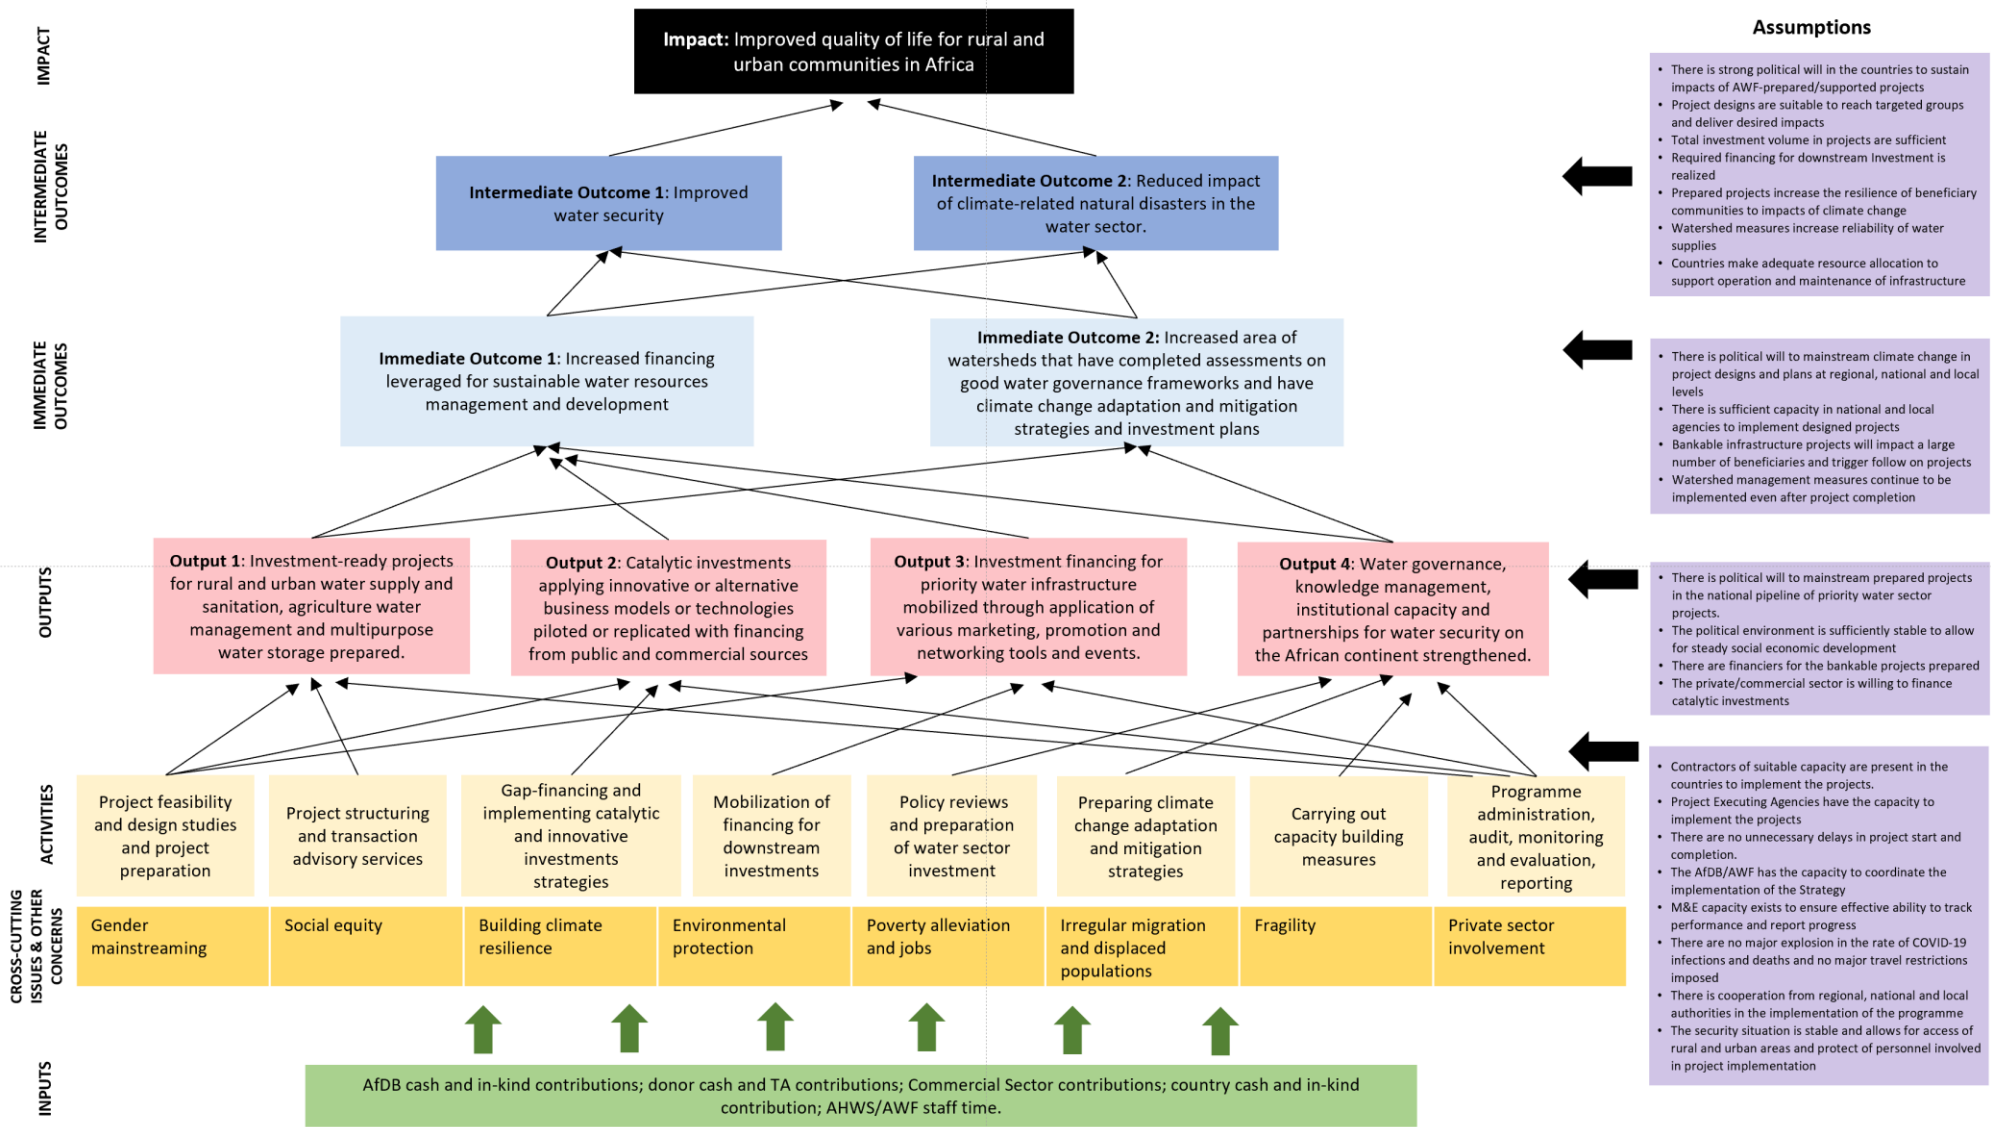 Assumptions
IMPACT
Impact: Improved quality of life for rural and
urban communities in Africa
INTERMEDIATE
OUTCOMES
Intermediate Outcome 1: Improved
water security
Intermediate Outcome 2: Reduced impact
of climate-related natural disasters in the
water sector.
• There is strong political will in the countries to sustain
impacts of AWF-prepared/supported projects
• Project designs are suitable to reach targeted groups
and deliver desired impacts
• Total investment volume in projects are sufficient
• Required financing for downstream Investment is
realized
• Prepared projects increase the resilience of beneficiary
communities to impacts of climate change
• Watershed measures increase reliability of water
supplies
• Countries make adequate resource allocation to
support operation and maintenance of infrastructure
IMMEDIATE
OUTCOMES
Immediate Outcome 1: Increased financing
leveraged for sustainable water resources
management and development
Immediate Outcome 2: Increased area of
watersheds that have completed assessments on
good water governance frameworks and have
climate change adaptation and mitigation
strategies and investment plans
• There is political will to mainstream climate change in
project designs and plans at regional, national and local
levels
• There is sufficient capacity in national and local
agencies to implement designed projects
• Bankable infrastructure projects will impact a large
number of beneficiaries and trigger follow on projects
• Watershed management measures continue to be
implemented even after project completion
OUTPUTS
Output 1: Investment-ready projects
for rural and urban water supply and
sanitation, agriculture water
management and multipurpose
water storage prepared.
Output 2: Catalytic investments
applying innovative or alternative
business models or technologies
piloted or replicated with financing
from public and commercial sources
Output 3: Investment financing for
priority water infrastructure
mobilized through application of
various marketing, promotion and
networking tools and events.
Output 4: Water governance,
knowledge management,
institutional capacity and
partnerships for water security on
the African continent strengthened.
• There is political will to mainstream prepared projects
in the national pipeline of priority water sector
projects.
• The political environment is sufficiently stable to allow
for steady social economic development
• There are financiers for the bankable projects prepared
• The private/commercial sector is willing to finance
catalytic investments
ACTIVITIES
Project feasibility
and design studies
and project
preparation
Project structuring
and transaction
advisory services
Gap-financing and
implementing catalytic
and innovative
investments
strategies
Mobilization of
financing for
downstream
investments
Policy reviews
and preparation
of water sector
investment
Preparing climate
change adaptation
and mitigation
strategies
Carrying out
capacity building
measures
Programme
administration,
audit, monitoring
and evaluation,
reporting
• Contractors of suitable capacity are present in the
countries to implement the projects.
• Project Executing Agencies have the capacity to
implement the projects
• There are no unnecessary delays in project start and
completion.
• The AfDB/AWF has the capacity to coordinate the
implementation of the Strategy
• M&E capacity exists to ensure effective ability to track
performance and report progress
• There are no major explosion in the rate of COVID-19
infections and deaths and no major travel restrictions
imposed
• There is cooperation from regional, national and local
authorities in the implementation of the programme
• The security situation is stable and allows for access of
rural and urban areas and protect of personnel involved
in project implementation
CROSS-CUTTING
ISSUES & OTHER
CONCERNS
Gender
mainstreaming
Social equity
Building climate
resilience
Environmental
protection
Poverty alleviation
and jobs
Irregular migration
and displaced
populations
Fragility
Private sector
involvement
INPUTS
AfDB cash and in-kind contributions; donor cash and TA contributions; Commercial Sector contributions; country cash and in-kind
contribution; AHWS/AWF staff time.